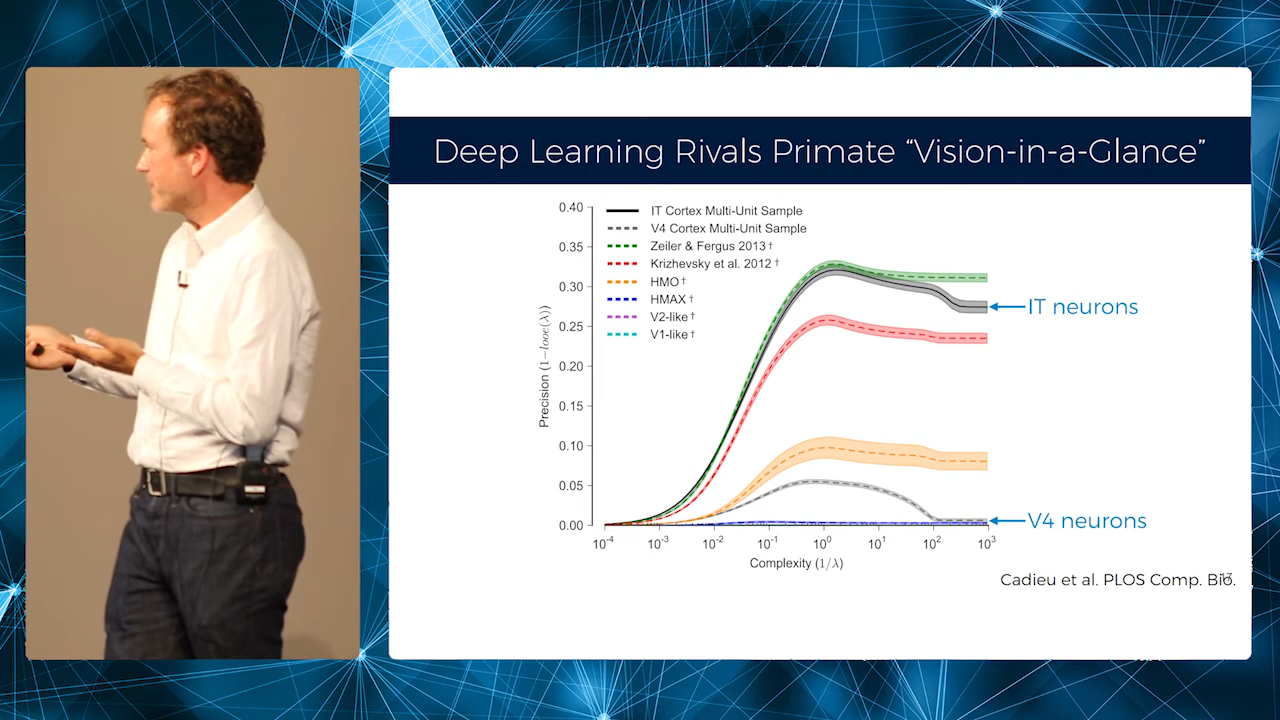 Deep Learning Rivals Primate “Vision-in-a-Glance”
0.40
0.35
0.30
0.25
0.20
0.15
0.10
0.05
0.00
Precision (1−looe(λ))
IT Cortex Multi-Unit Sample
V4 Cortex Multi-Unit Sample
Zeiler & Fergus 2013 †
Krizhevsky et al. 2012 †
HMO †
HMAX †
V2-like †
V1-like †
IT neurons
V4 neurons
10⁻⁴ 10⁻³ 10⁻² 10⁻¹ 10⁰ 10¹ 10² 10³
Complexity (1/λ)
Cadieu et al. PLOS Comp. Bio.